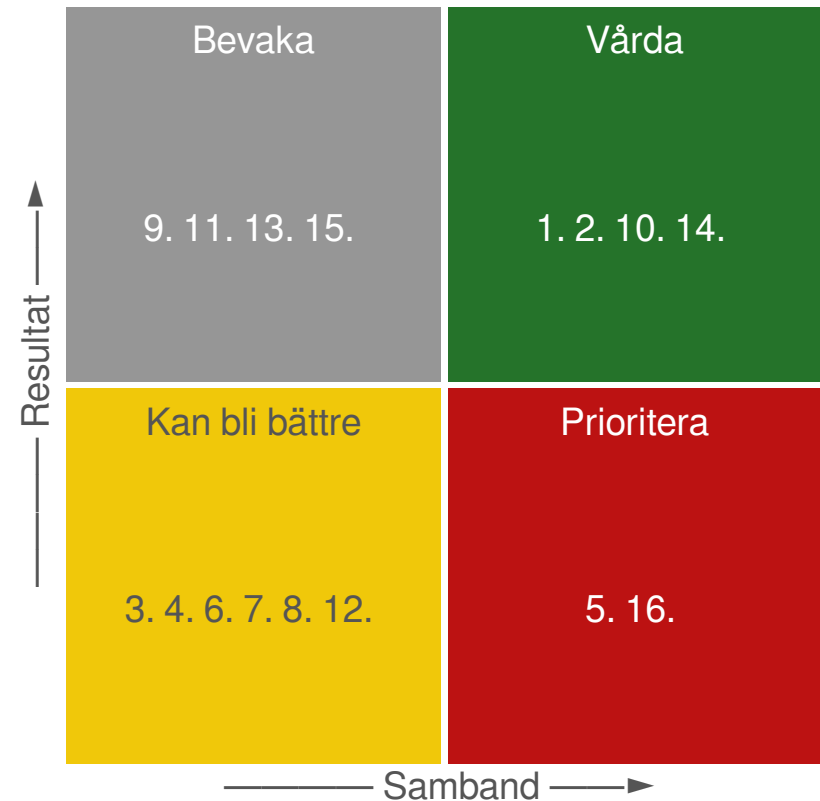 Bevaka
9. 11. 13. 15.
Vårda
1. 2. 10. 14.
Resultat
Kan bli bättre
3. 4. 6. 7. 8. 12.
Prioritera
5. 16.
Samband